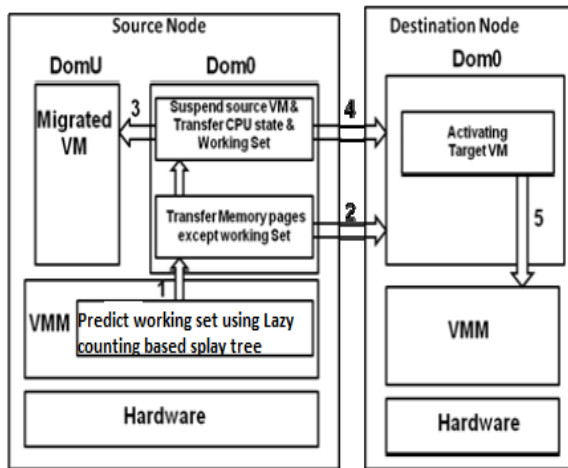 Source Node
DomU
Dom0
Migrated
VM
3
Suspend source VM &
Transfer CPU state &
Working Set
4
Transfer Memory pages
except working Set
2
1
VMM
Predict working set using Lazy
counting based splay tree
Hardware
Destination Node
Dom0
Activating
Target VM
5
VMM
Hardware